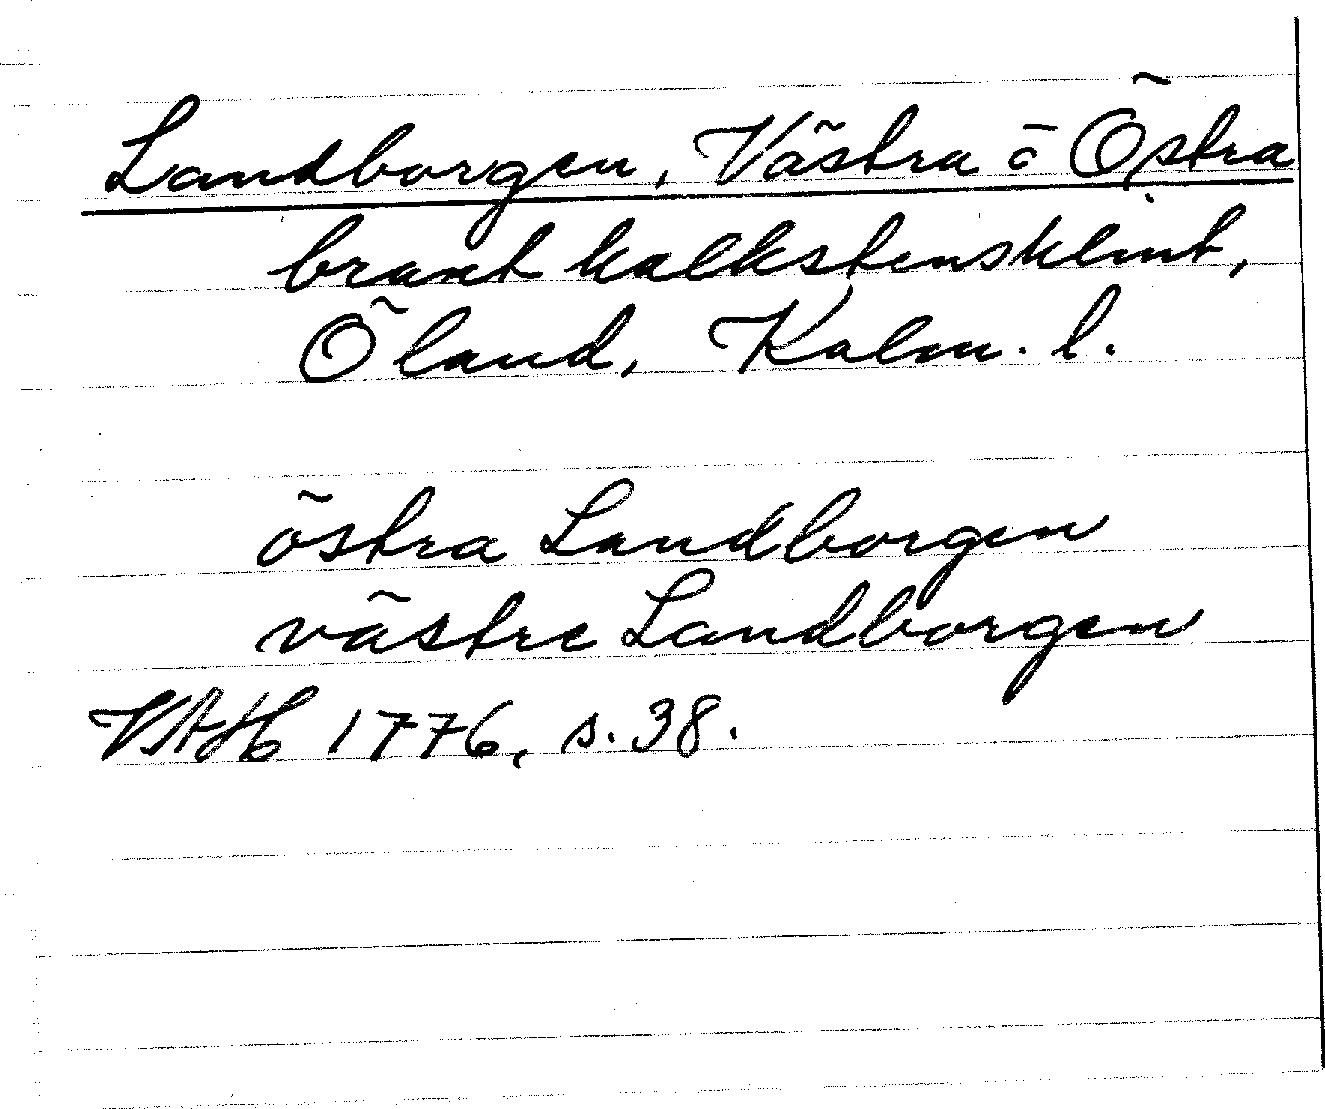 Landborgen, Västra o Östra
brant kalkstensklint,
Öland, Kalm. l.
östra Landborgen
västre Landborgen
VAH 1776, s. 38.